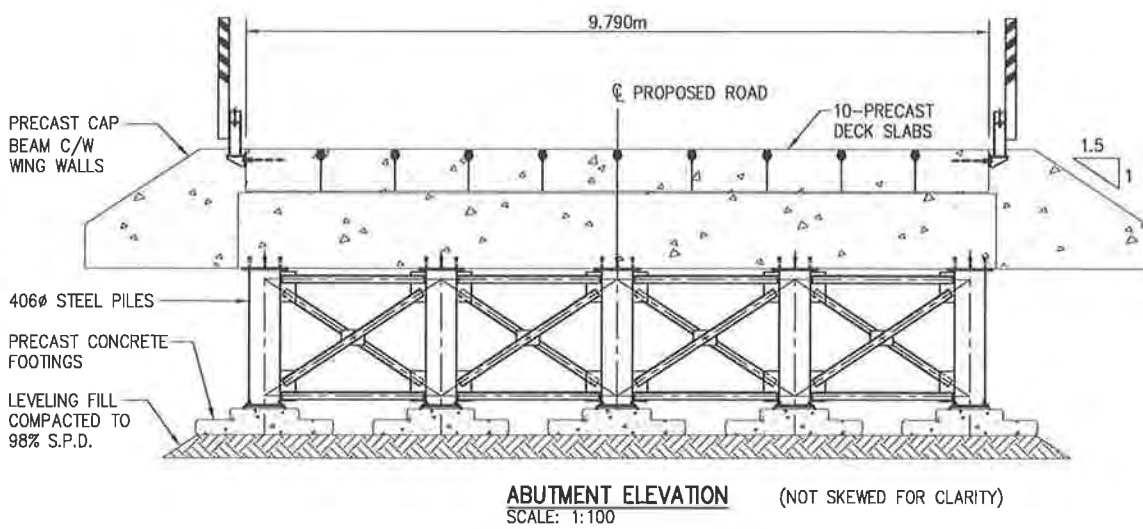 9.790m
℄ PROPOSED ROAD
10-PRECAST
DECK SLABS
PRECAST CAP
BEAM C/W
WING WALLS
1.5
1
406ø STEEL PILES
PRECAST CONCRETE
FOOTINGS
LEVELING FILL
COMPACTED TO
98% S.P.D.
ABUTMENT ELEVATION (NOT SKEWED FOR CLARITY)
SCALE: 1:100